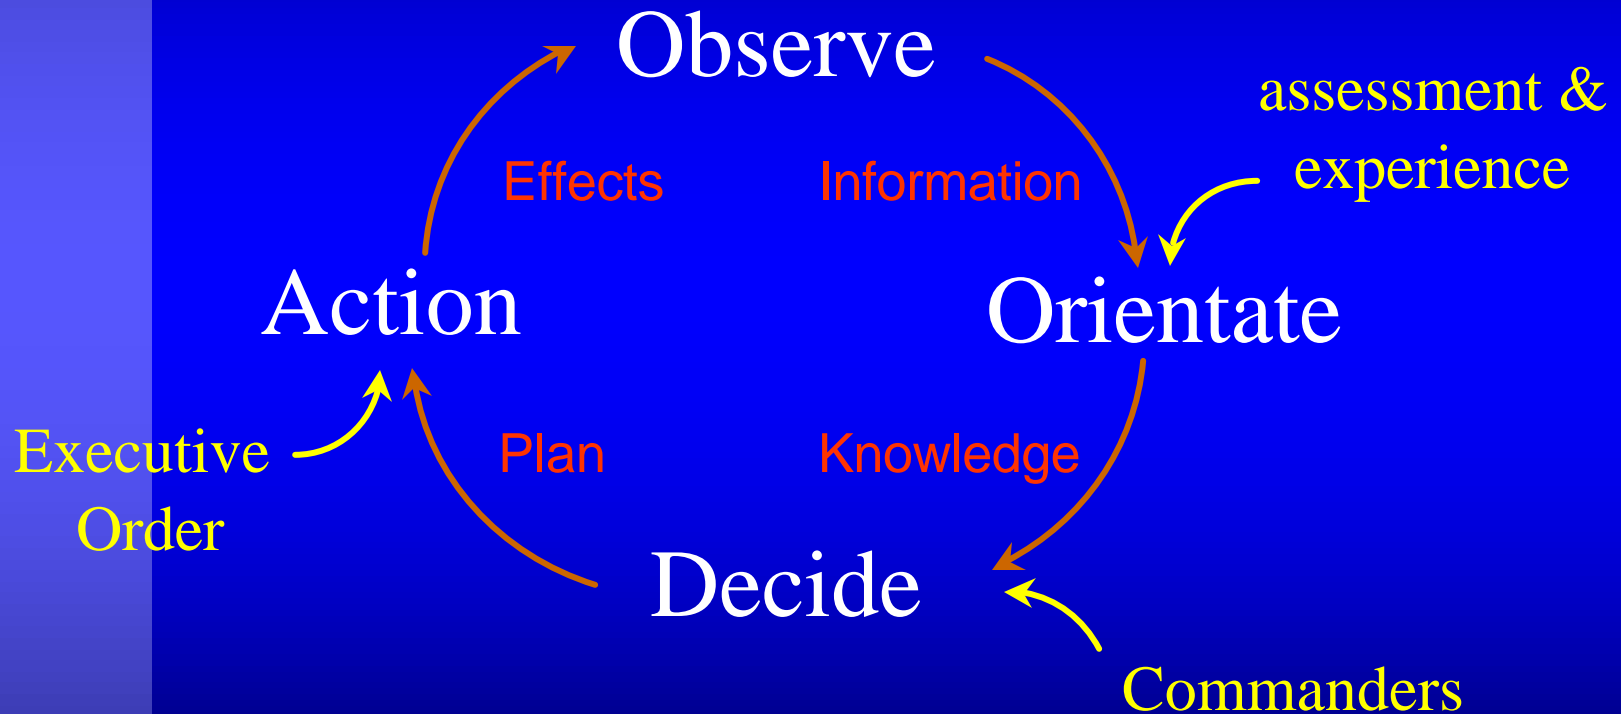 Observe
assessment &
experience
Effects
Information
Action
Orientate
Executive
Order
Plan
Knowledge
Decide
Commanders